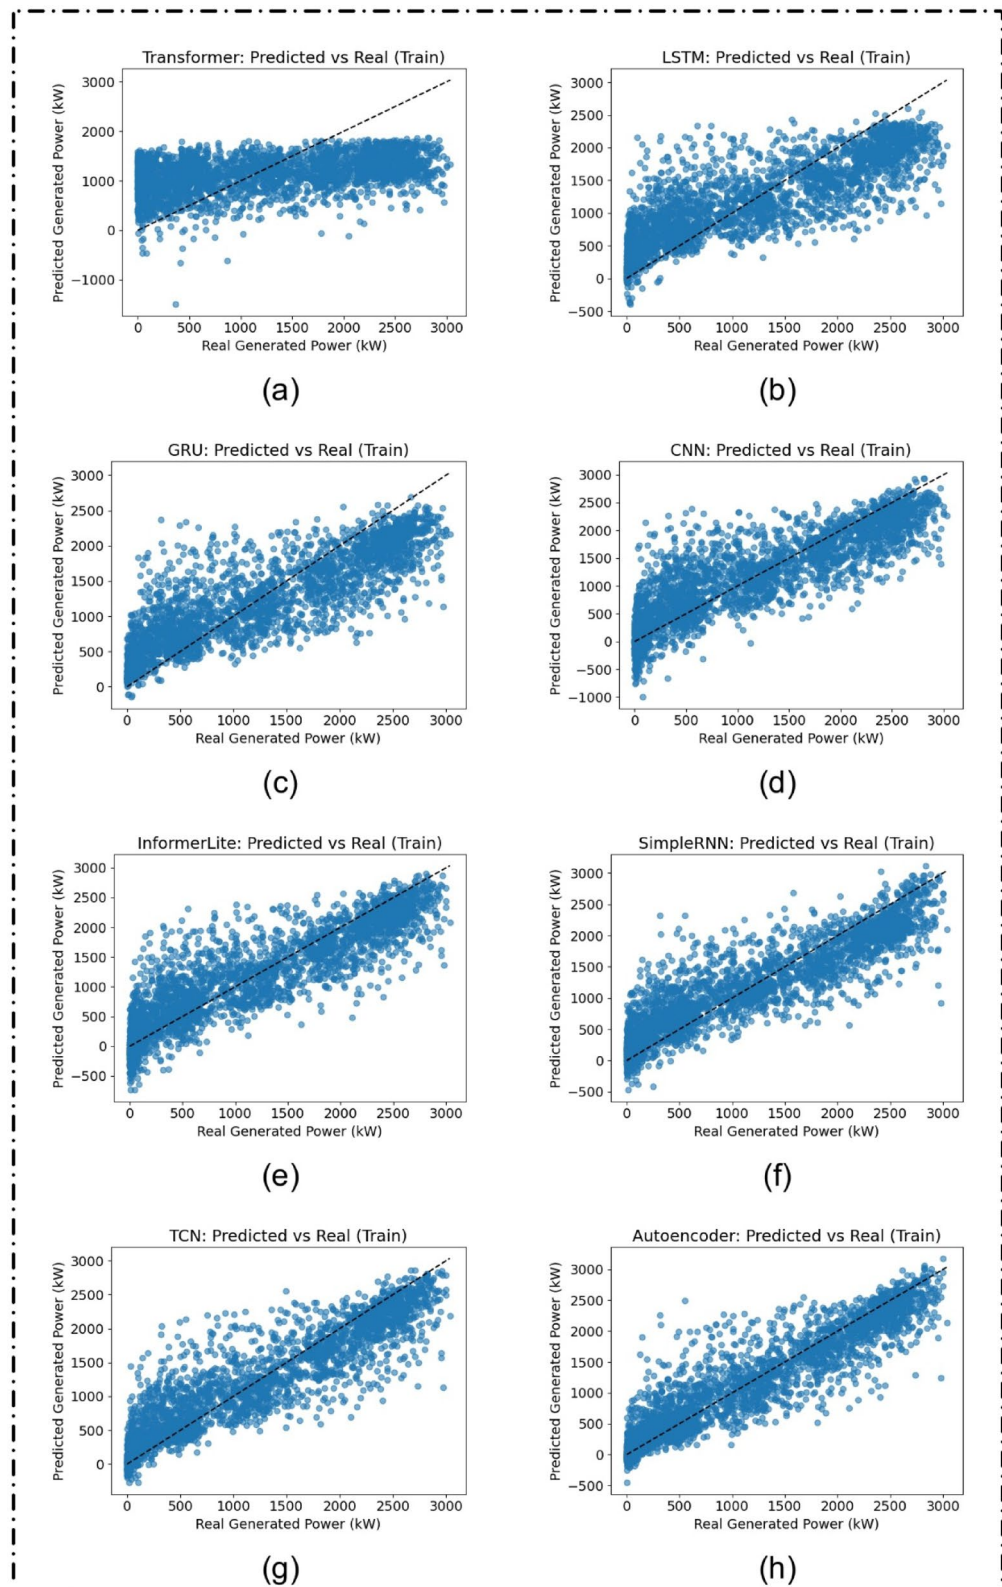 Transformer: Predicted vs Real (Train)
3000
2000
1000
0
−1000
Predicted Generated Power (kW)
0 500 1000 1500 2000 2500 3000
Real Generated Power (kW)
(a)
LSTM: Predicted vs Real (Train)
3000
2500
2000
1500
1000
500
0
−500
Predicted Generated Power (kW)
0 500 1000 1500 2000 2500 3000
Real Generated Power (kW)
(b)
GRU: Predicted vs Real (Train)
3000
2500
2000
1500
1000
500
0
Predicted Generated Power (kW)
0 500 1000 1500 2000 2500 3000
Real Generated Power (kW)
(c)
CNN: Predicted vs Real (Train)
3000
2500
2000
1500
1000
500
0
−500
−1000
Predicted Generated Power (kW)
0 500 1000 1500 2000 2500 3000
Real Generated Power (kW)
(d)
InformerLite: Predicted vs Real (Train)
3000
2500
2000
1500
1000
500
0
−500
Predicted Generated Power (kW)
0 500 1000 1500 2000 2500 3000
Real Generated Power (kW)
(e)
SimpleRNN: Predicted vs Real (Train)
3000
2500
2000
1500
1000
500
0
−500
Predicted Generated Power (kW)
0 500 1000 1500 2000 2500 3000
Real Generated Power (kW)
(f)
TCN: Predicted vs Real (Train)
3000
2500
2000
1500
1000
500
0
Predicted Generated Power (kW)
0 500 1000 1500 2000 2500 3000
Real Generated Power (kW)
(g)
Autoencoder: Predicted vs Real (Train)
3000
2500
2000
1500
1000
500
0
−500
Predicted Generated Power (kW)
0 500 1000 1500 2000 2500 3000
Real Generated Power (kW)
(h)